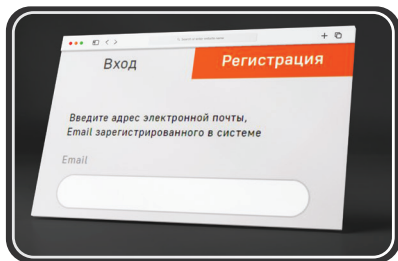 Вход
Регистрация
Введите адрес электронной почты,
Email зарегистрированного в системе
Email